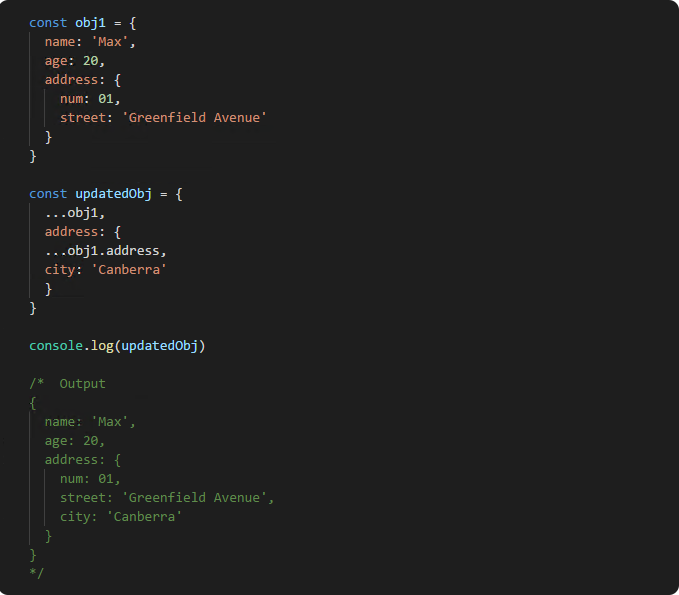 const obj1 = {
  name: 'Max',
  age: 20,
  address: {
    num: 01,
    street: 'Greenfield Avenue'
  }
}

const updatedObj = {
  ...obj1,
  address: {
  ...obj1.address,
  city: 'Canberra'
  }
}

console.log(updatedObj)

/*  Output
{
  name: 'Max',
  age: 20,
  address: {
    num: 01,
    street: 'Greenfield Avenue',
    city: 'Canberra'
  }
}
*/